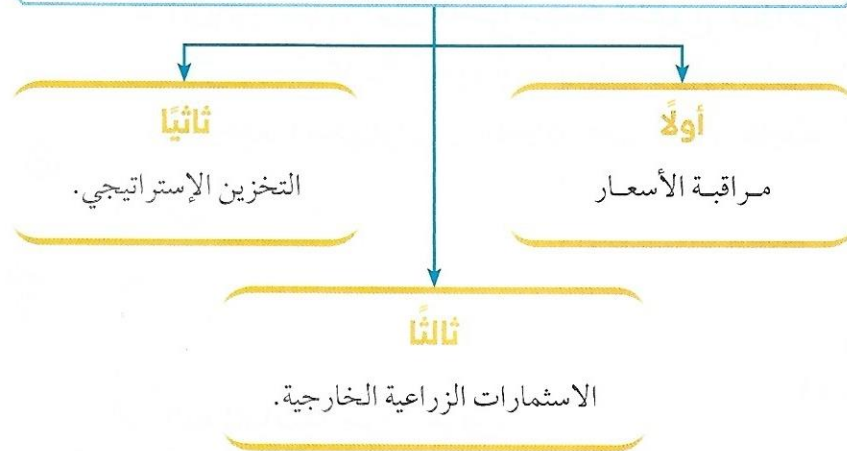 أولًا
مراقبة الأسعار
ثانيًا
التخزين الإستراتيجي.
ثالثًا
الاستثمارات الزراعية الخارجية.